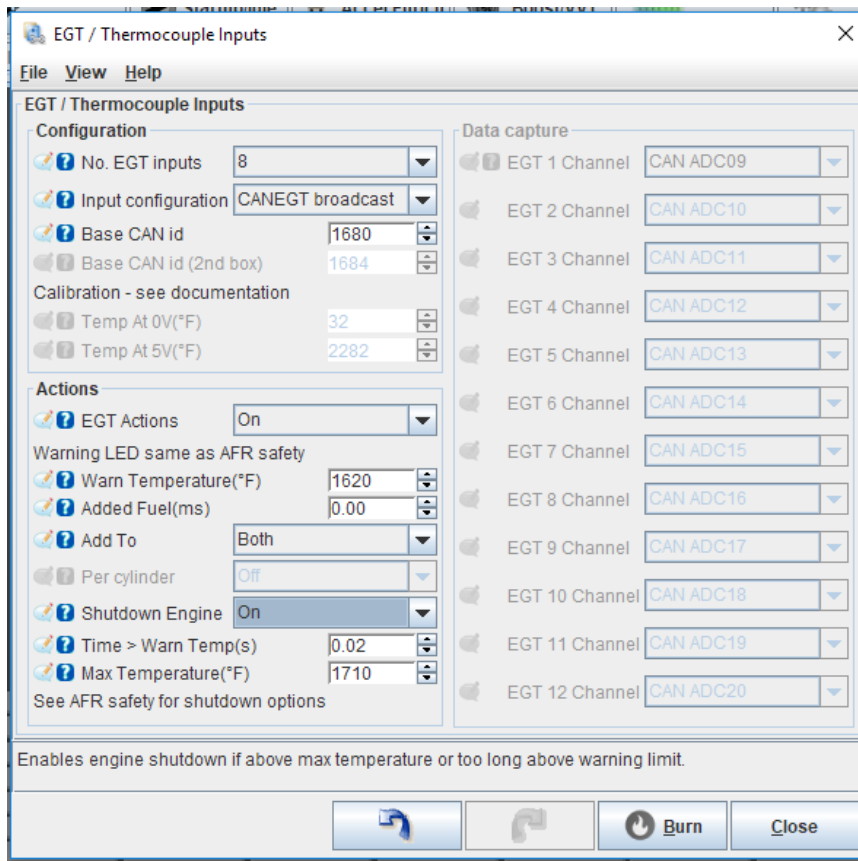 EGT / Thermocouple Inputs
File View Help
EGT / Thermocouple Inputs
Configuration
No. EGT inputs 8
Input configuration CANEGT broadcast
Base CAN id 1680
Base CAN id (2nd box) 1684
Calibration - see documentation
Temp At 0V(°F) 32
Temp At 5V(°F) 2282
Actions
EGT Actions On
Warning LED same as AFR safety
Warn Temperature(°F) 1620
Added Fuel(ms) 0.00
Add To Both
Per cylinder Off
Shutdown Engine On
Time > Warn Temp(s) 0.02
Max Temperature(°F) 1710
See AFR safety for shutdown options
Data capture
EGT 1 Channel CAN ADC09
EGT 2 Channel CAN ADC10
EGT 3 Channel CAN ADC11
EGT 4 Channel CAN ADC12
EGT 5 Channel CAN ADC13
EGT 6 Channel CAN ADC14
EGT 7 Channel CAN ADC15
EGT 8 Channel CAN ADC16
EGT 9 Channel CAN ADC17
EGT 10 Channel CAN ADC18
EGT 11 Channel CAN ADC19
EGT 12 Channel CAN ADC20
Enables engine shutdown if above max temperature or too long above warning limit.
Burn Close